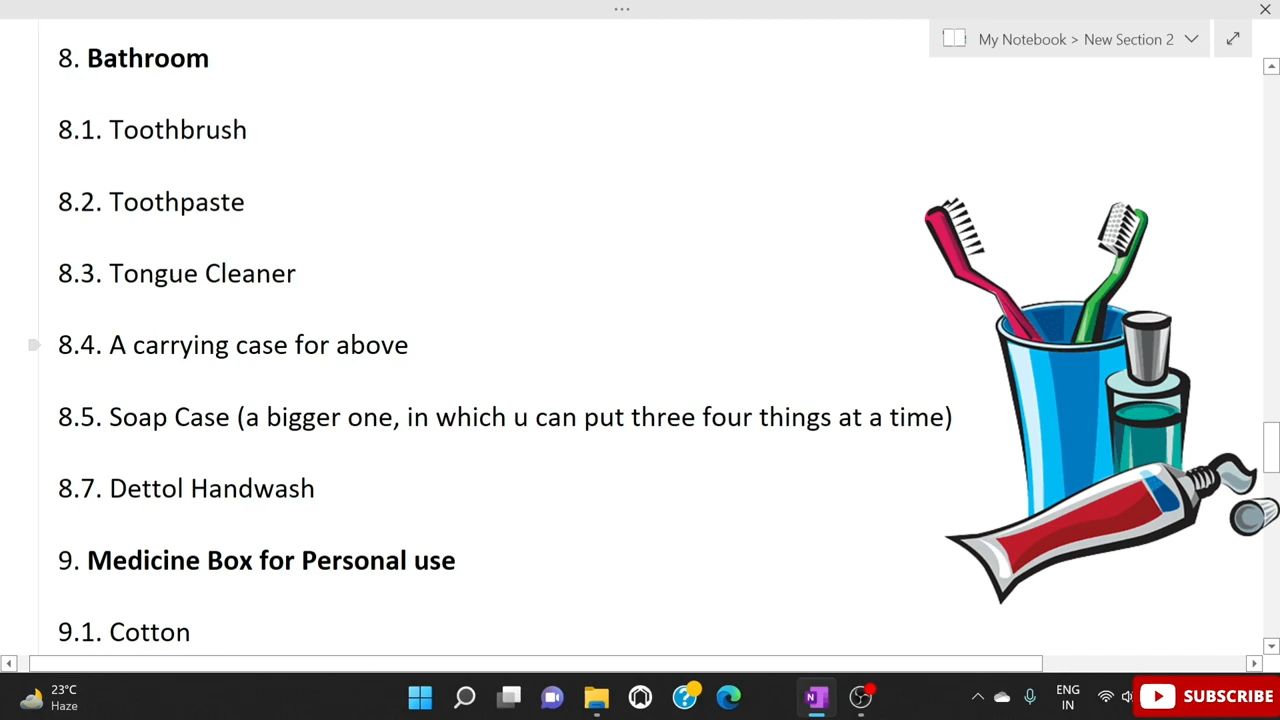 My Notebook > New Section 2
8. Bathroom
8.1. Toothbrush
8.2. Toothpaste
8.3. Tongue Cleaner
8.4. A carrying case for above
8.5. Soap Case (a bigger one, in which u can put three four things at a time)
8.7. Dettol Handwash
9. Medicine Box for Personal use
9.1. Cotton
23°C
Haze
ENG
IN
SUBSCRIBE